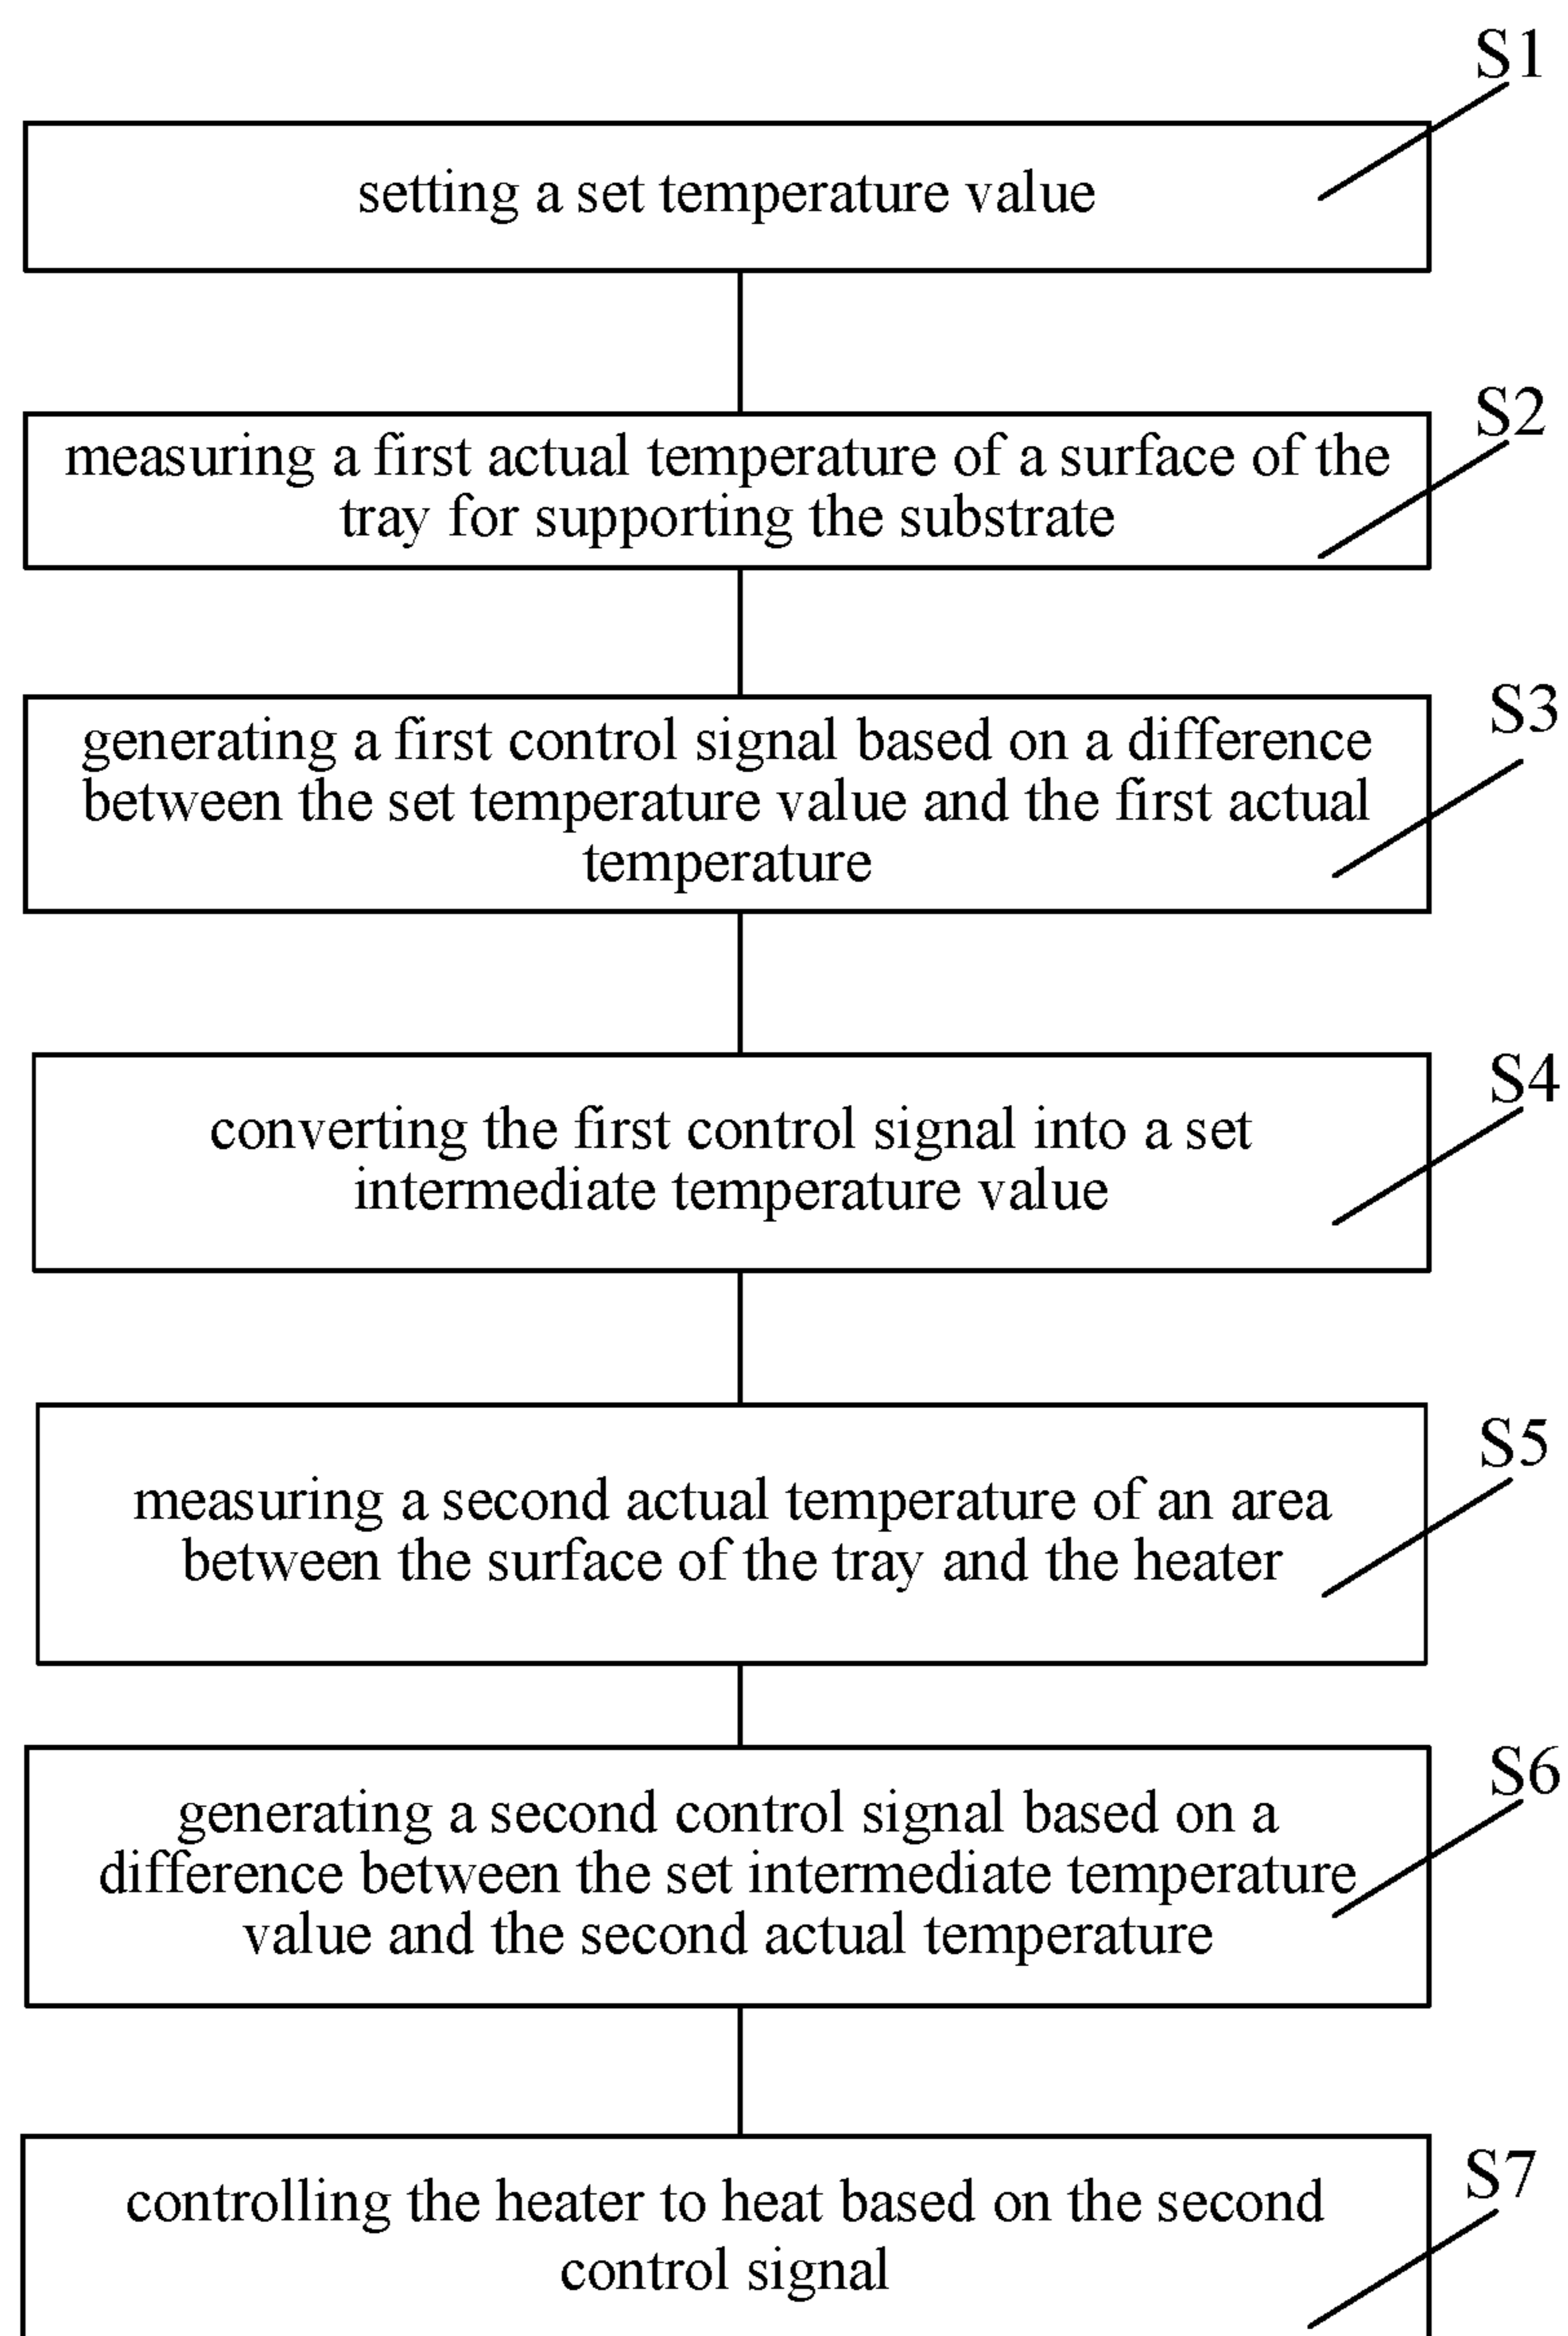 S1
setting a set temperature value
S2
measuring a first actual temperature of a surface of the
tray for supporting the substrate
S3
generating a first control signal based on a difference
between the set temperature value and the first actual
temperature
S4
converting the first control signal into a set
intermediate temperature value
S5
measuring a second actual temperature of an area
between the surface of the tray and the heater
S6
generating a second control signal based on a
difference between the set intermediate temperature
value and the second actual temperature
S7
controlling the heater to heat based on the second
control signal